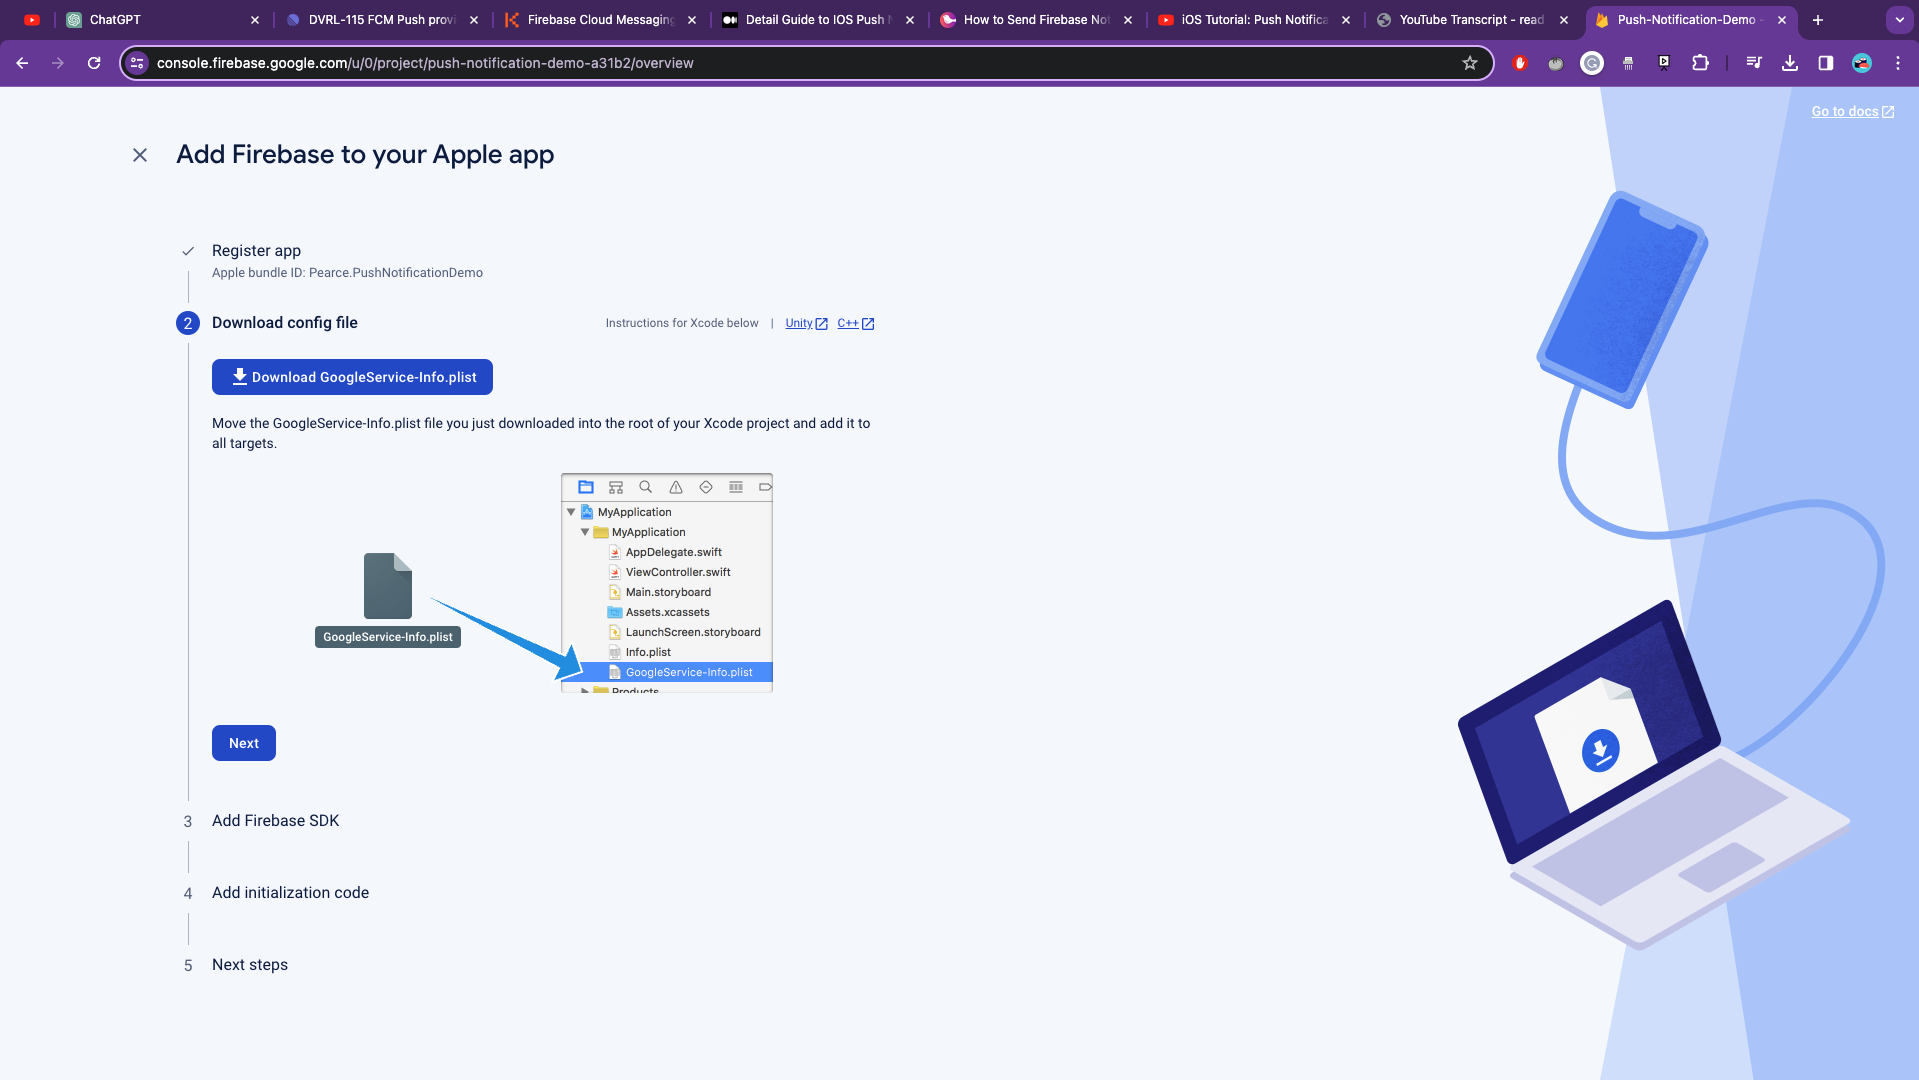 ChatGPT
DVRL-115 FCM Push provi
Firebase Cloud Messaging
Detail Guide to IOS Push N
How to Send Firebase Not
iOS Tutorial: Push Notifica
YouTube Transcript - read
Push-Notification-Demo -
console.firebase.google.com/u/0/project/push-notification-demo-a31b2/overview
Go to docs
Add Firebase to your Apple app
Register app
Apple bundle ID: Pearce.PushNotificationDemo
2 Download config file
Instructions for Xcode below | Unity C++
Download GoogleService-Info.plist
Move the GoogleService-Info.plist file you just downloaded into the root of your Xcode project and add it to
all targets.
GoogleService-Info.plist
MyApplication
MyApplication
AppDelegate.swift
ViewController.swift
Main.storyboard
Assets.xcassets
LaunchScreen.storyboard
Info.plist
GoogleService-Info.plist
Products
Next
3 Add Firebase SDK
4 Add initialization code
5 Next steps